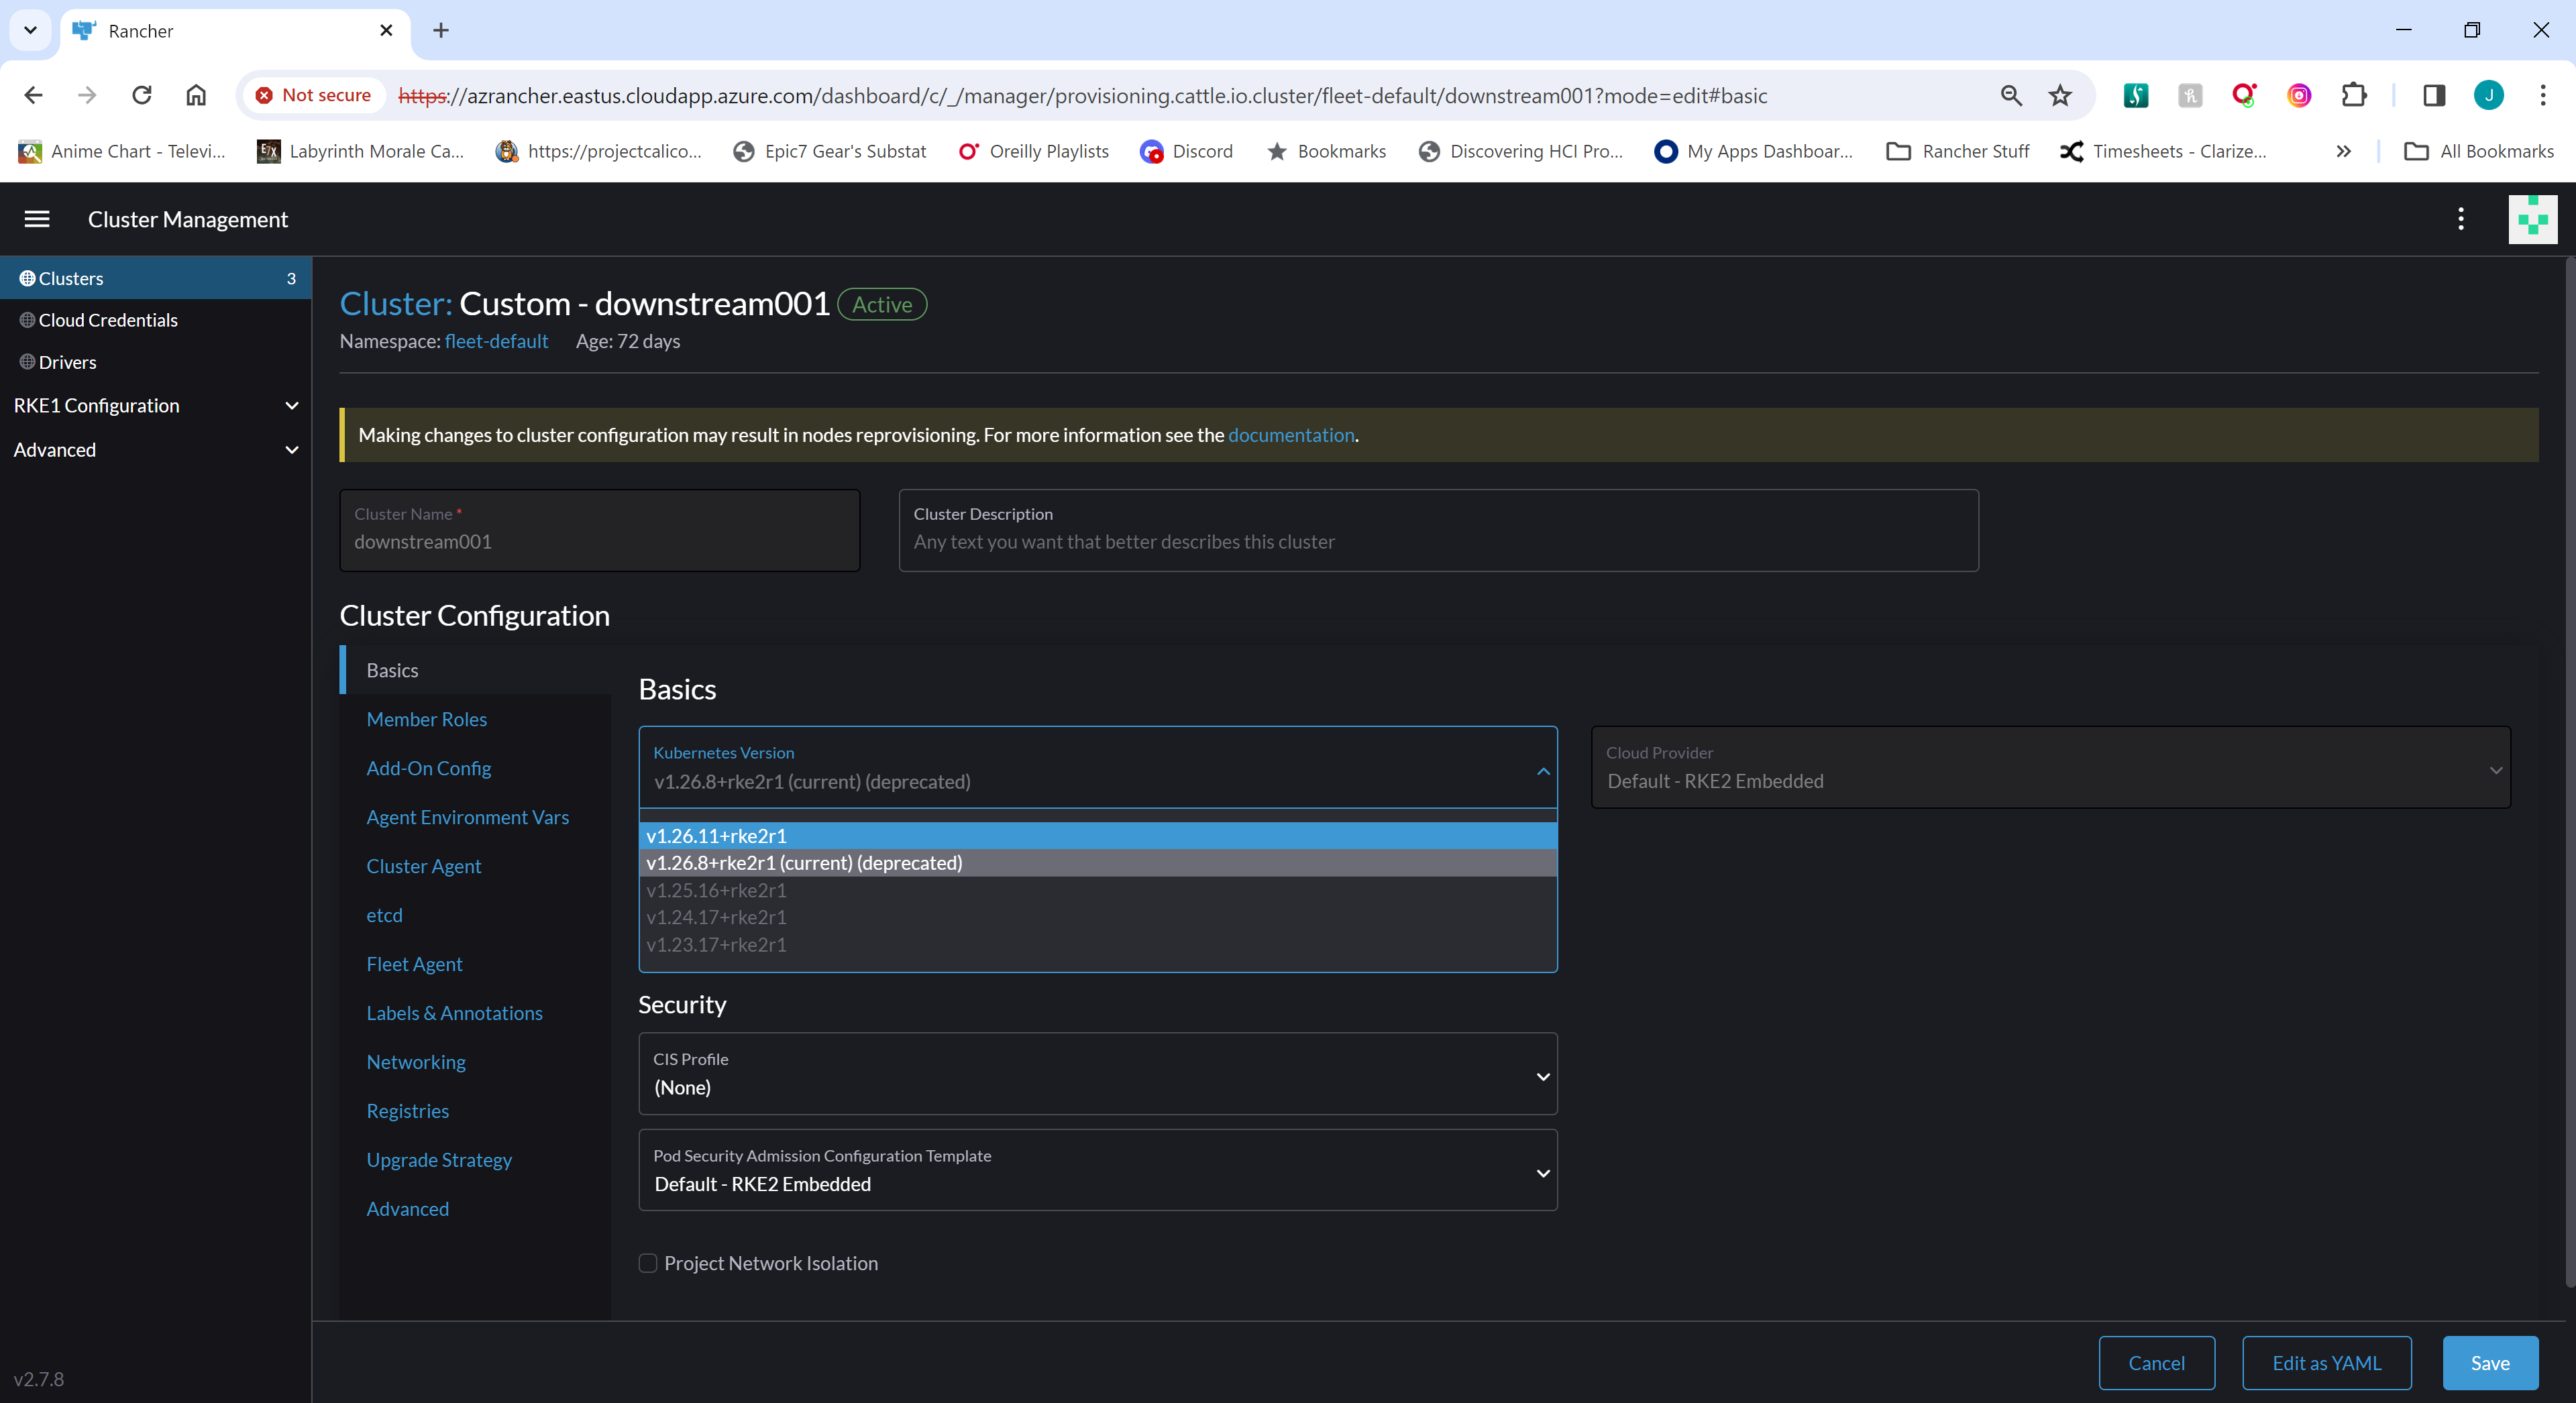 Rancher
Not secure
https://azrancher.eastus.cloudapp.azure.com/dashboard/c/_/manager/provisioning.cattle.io.cluster/fleet-default/downstream001?mode=edit#basic
J
Anime Chart - Televi...
Labyrinth Morale Ca...
https://projectcalico...
Epic7 Gear's Substat
Oreilly Playlists
Discord
Bookmarks
Discovering HCI Pro...
My Apps Dashboar...
Rancher Stuff
Timesheets - Clarize...
All Bookmarks
Cluster Management
Clusters 3
Cloud Credentials
Drivers
RKE1 Configuration
Advanced
v2.7.8
Cluster: Custom - downstream001 Active
Namespace: fleet-default Age: 72 days
Making changes to cluster configuration may result in nodes reprovisioning. For more information see the documentation.
Cluster Name *
downstream001
Cluster Description
Any text you want that better describes this cluster
Cluster Configuration
Basics
Member Roles
Add-On Config
Agent Environment Vars
Cluster Agent
etcd
Fleet Agent
Labels & Annotations
Networking
Registries
Upgrade Strategy
Advanced
Basics
Kubernetes Version
v1.26.8+rke2r1 (current) (deprecated)
Cloud Provider
Default - RKE2 Embedded
v1.26.11+rke2r1
v1.26.8+rke2r1 (current) (deprecated)
v1.25.16+rke2r1
v1.24.17+rke2r1
v1.23.17+rke2r1
Security
CIS Profile
(None)
Pod Security Admission Configuration Template
Default - RKE2 Embedded
Project Network Isolation
Cancel
Edit as YAML
Save